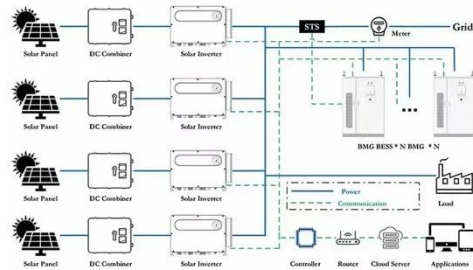 STS
Meter
Grid
Solar Panel DC Combiner Solar Inverter
Solar Panel DC Combiner Solar Inverter
BMG BESS * N BMG * N
Solar Panel DC Combiner Solar Inverter
Power
Communication
Load
Solar Panel DC Combiner Solar Inverter
Controller Router Cloud Server Applications